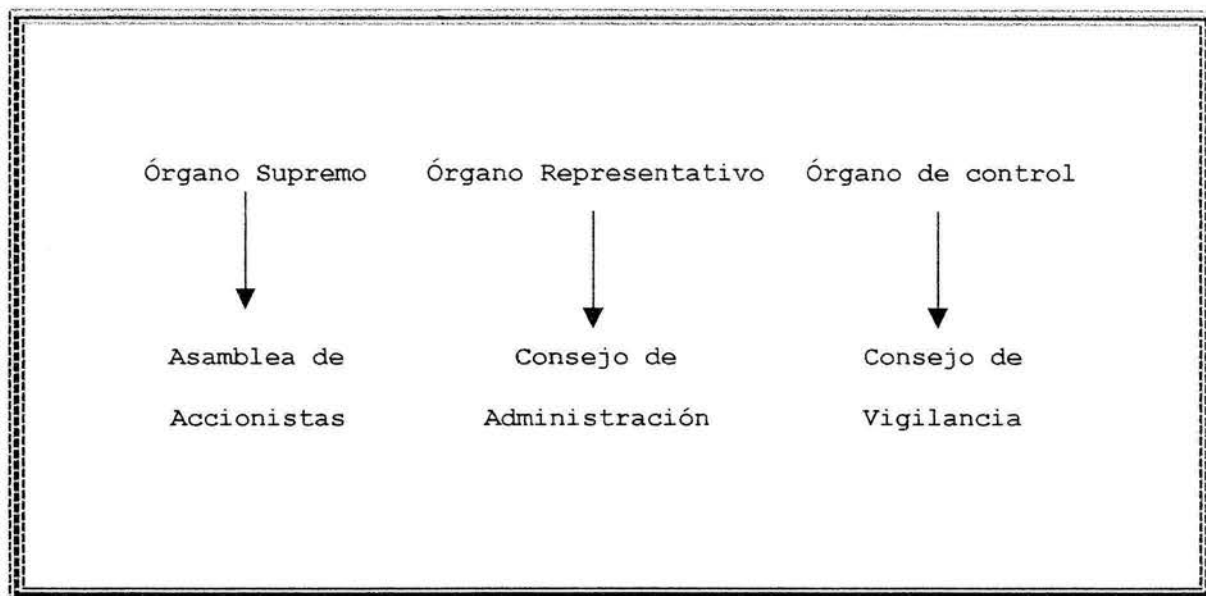 Órgano Supremo
Órgano Representativo
Órgano de control
Asamblea de
Accionistas
Consejo de
Administración
Consejo de
Vigilancia